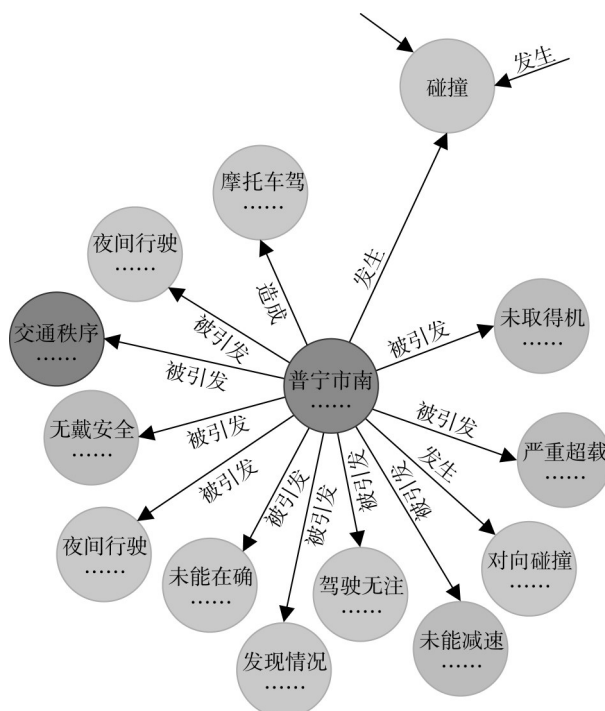 发生
碰撞
摩托车驾
……
夜间行驶
……
造成
发生
交通秩序
……
被引发
被引发
未取得机
……
被引发
普宁市南
……
无戴安全
……
被引发
被引发
严重超载
……
夜间行驶
……
被引发
被引发
被引发
被引发
被引发
发生
未能在确
……
驾驶无注
……
对向碰撞
……
发现情况
……
未能减速
……